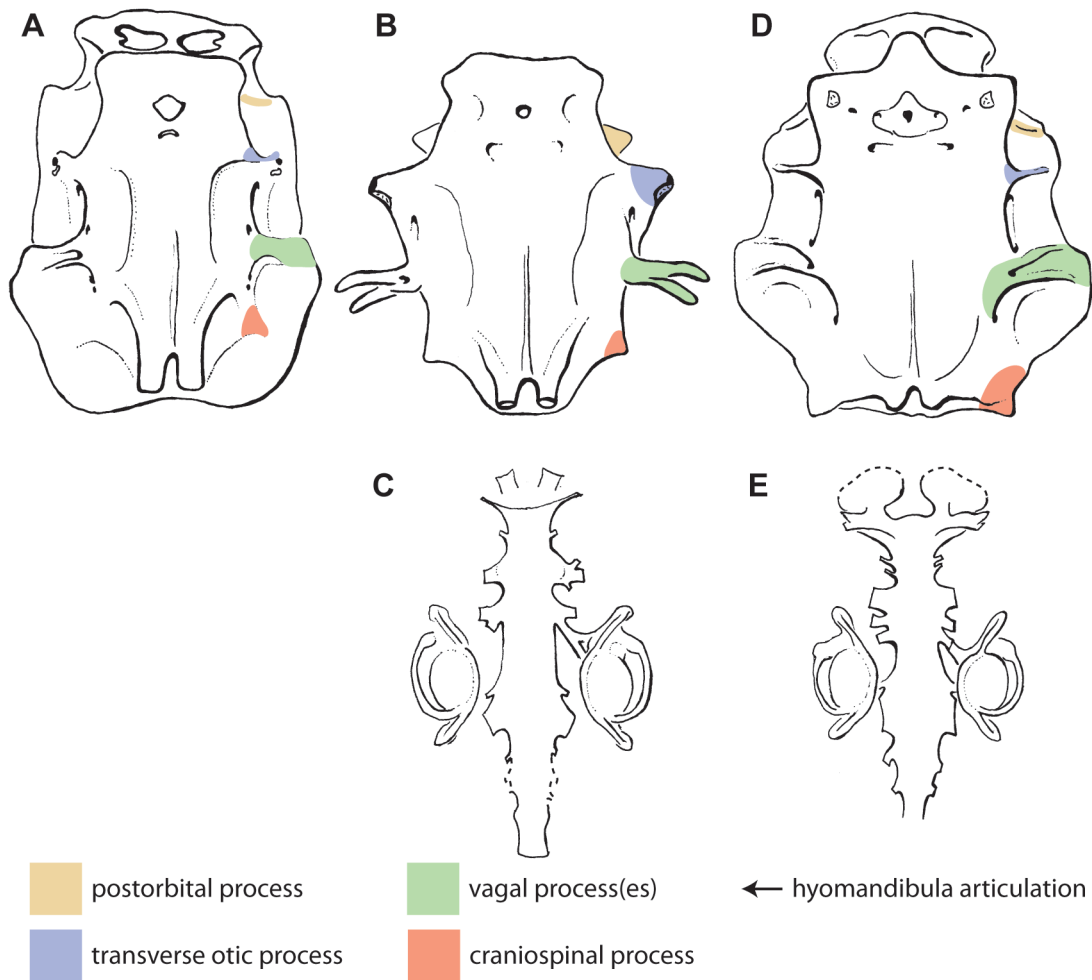 A
B
D
C
E
postorbital process
vagal process(es)
hyomandibula articulation
transverse otic process
craniospinal process